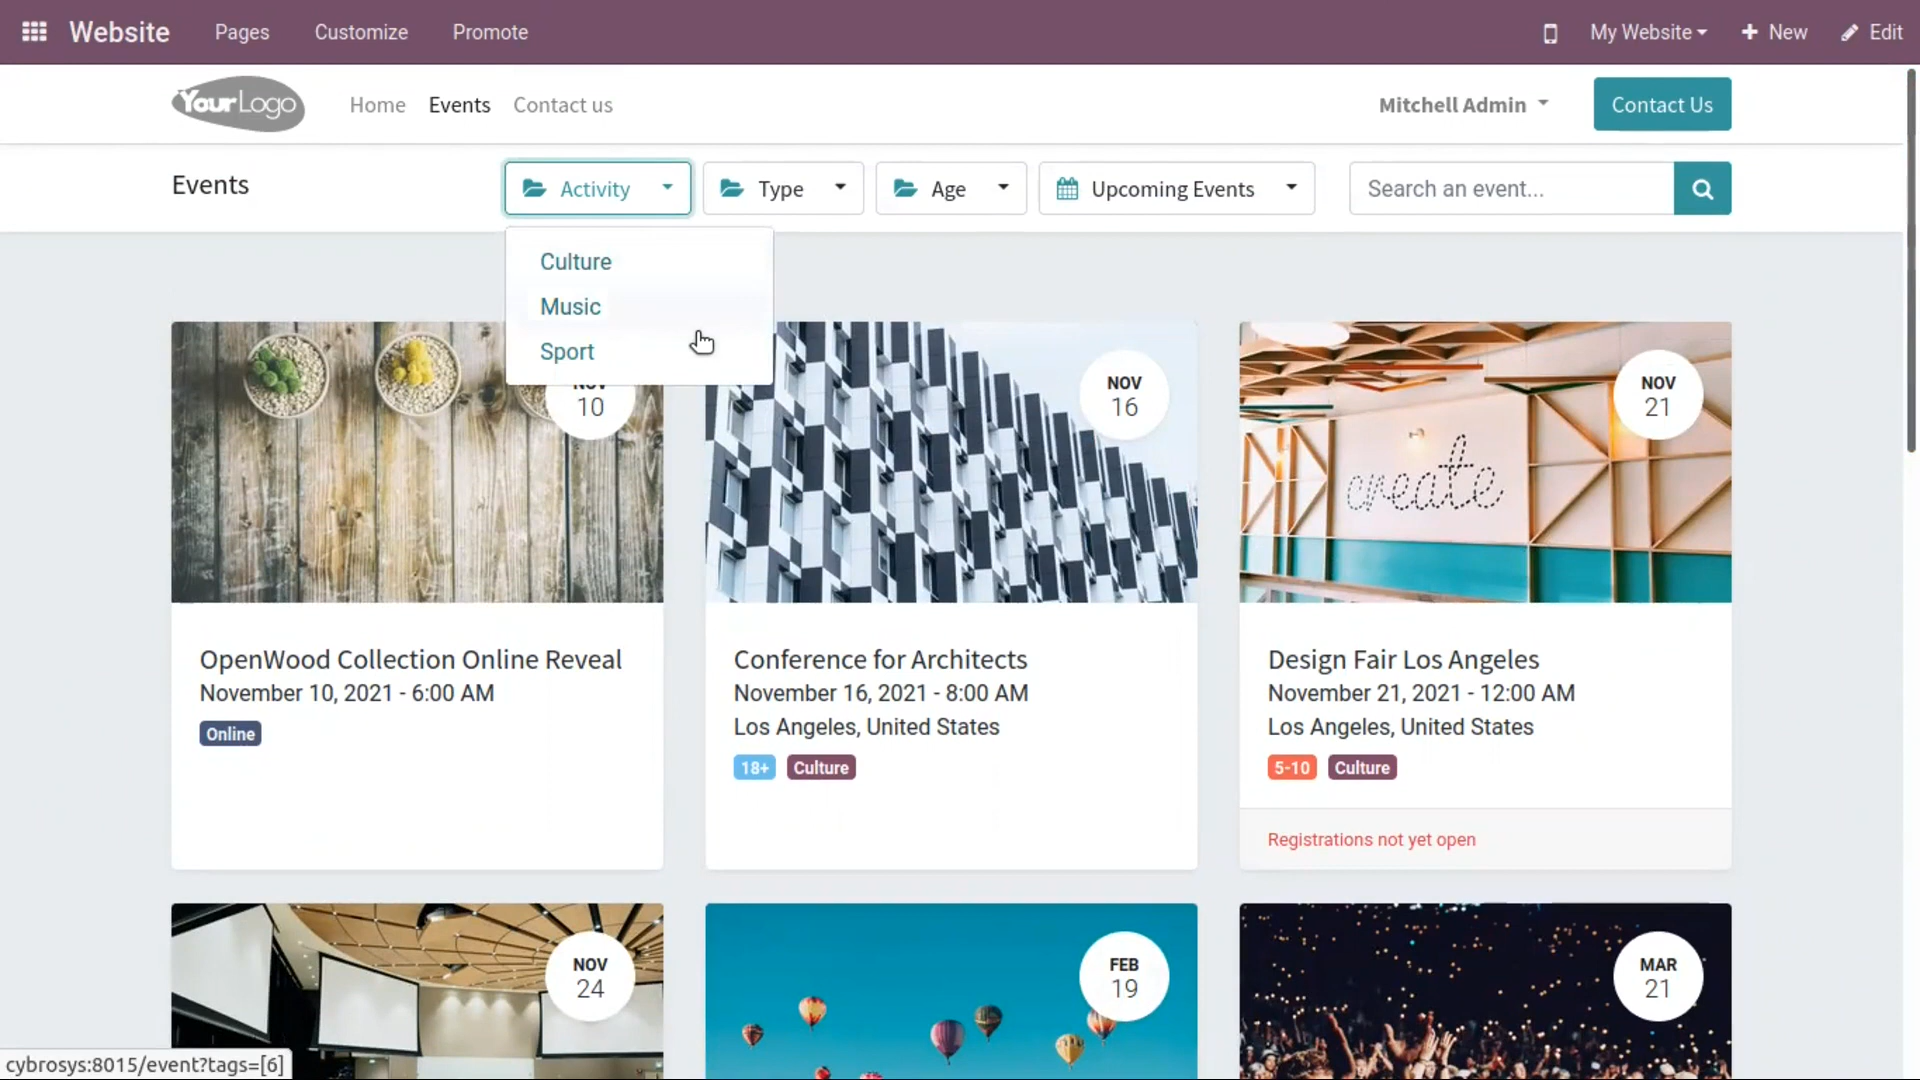 Website Pages Customize Promote My Website New Edit
YourLogo Home Events Contact us Mitchell Admin Contact Us
Events Activity Type Age Upcoming Events Search an event...
Culture
Music
Sport
NOV
10
NOV
16
NOV
21
create
OpenWood Collection Online Reveal
November 10, 2021 - 6:00 AM
Online
Conference for Architects
November 16, 2021 - 8:00 AM
Los Angeles, United States
18+ Culture
Design Fair Los Angeles
November 21, 2021 - 12:00 AM
Los Angeles, United States
5-10 Culture
Registrations not yet open
NOV
24
FEB
19
MAR
21
cybrosys:8015/event?tags=[6]